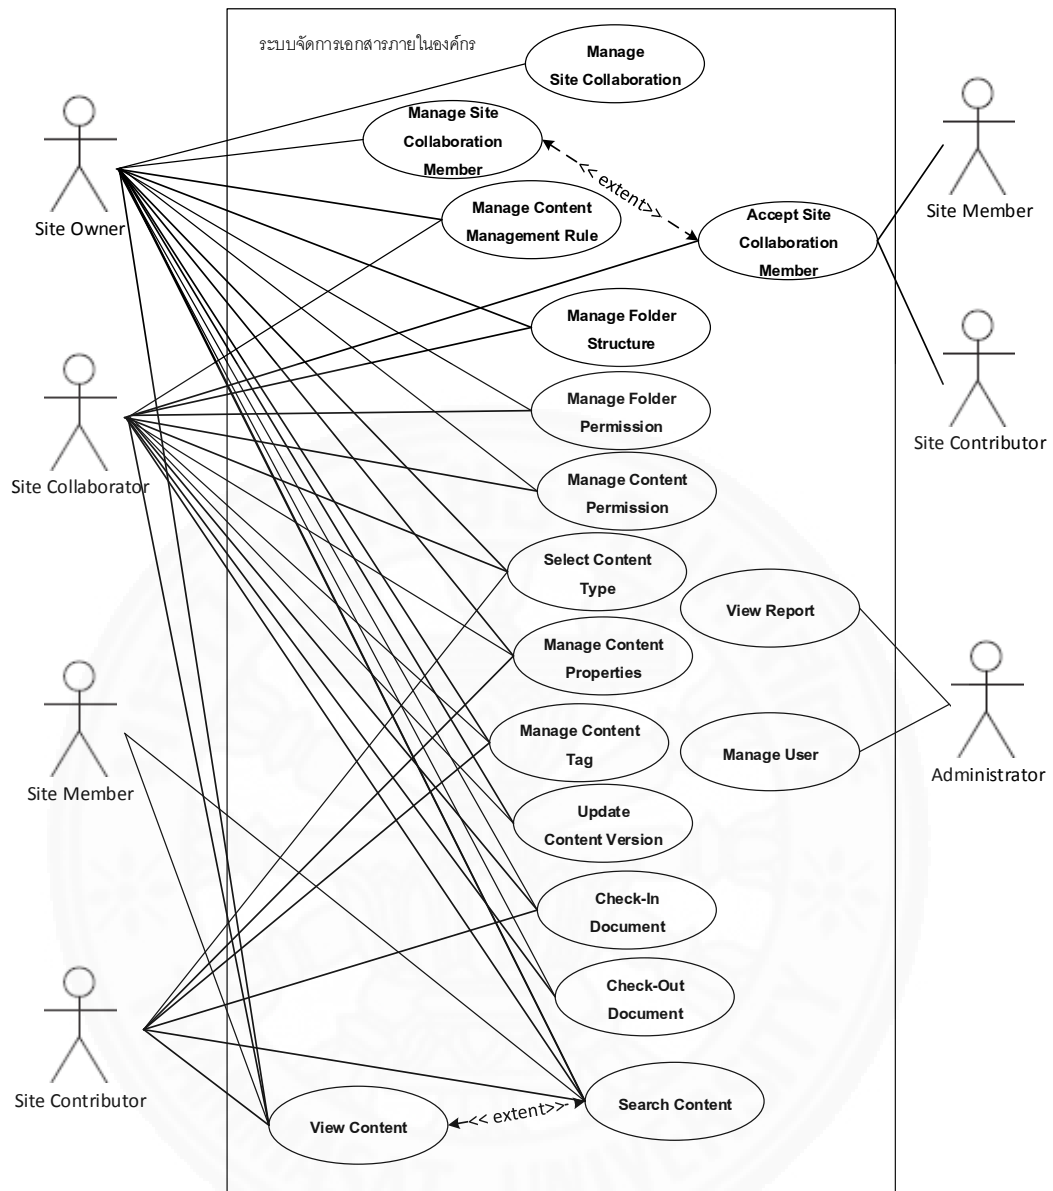 ระบบจัดการเอกสารภายในองค์กร
Manage
Site Collaboration
Manage Site
Collaboration
Member
<< extent>>
Manage Content
Management Rule
Accept Site
Collaboration
Member
Site Owner
Site Member
Manage Folder
Structure
Manage Folder
Permission
Site Collaborator
Site Contributor
Manage Content
Permission
Select Content
Type
View Report
Manage Content
Properties
Manage Content
Tag
Manage User
Site Member
Administrator
Update
Content Version
Check-In
Document
Check-Out
Document
Site Contributor
View Content
<< extent>>
Search Content
UNIVERSITY